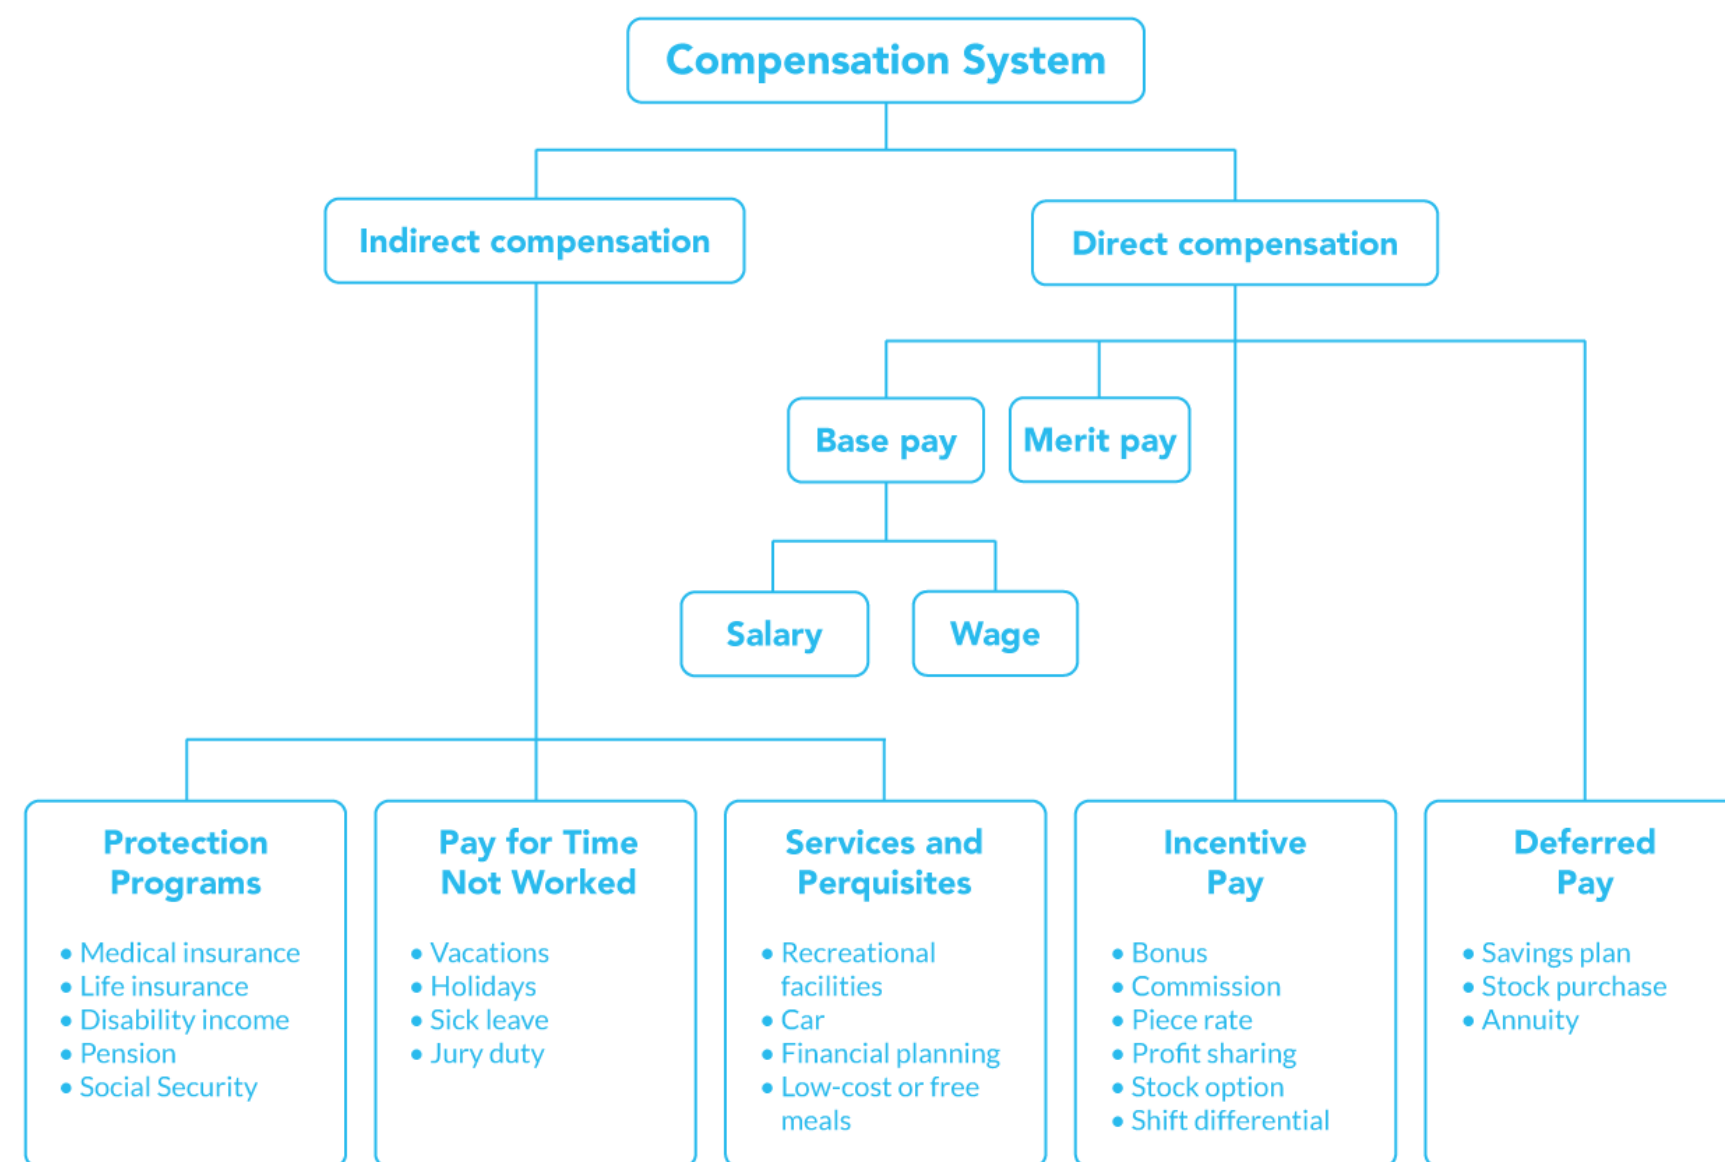 Compensation System
Indirect compensation
Direct compensation
Base pay
Merit pay
Salary
Wage
Protection
Programs
• Medical insurance
• Life insurance
• Disability income
• Pension
• Social Security
Pay for Time
Not Worked
• Vacations
• Holidays
• Sick leave
• Jury duty
Services and
Perquisites
• Recreational
facilities
• Car
• Financial planning
• Low-cost or free
meals
Incentive
Pay
• Bonus
• Commission
• Piece rate
• Profit sharing
• Stock option
• Shift differential
Deferred
Pay
• Savings plan
• Stock purchase
• Annuity